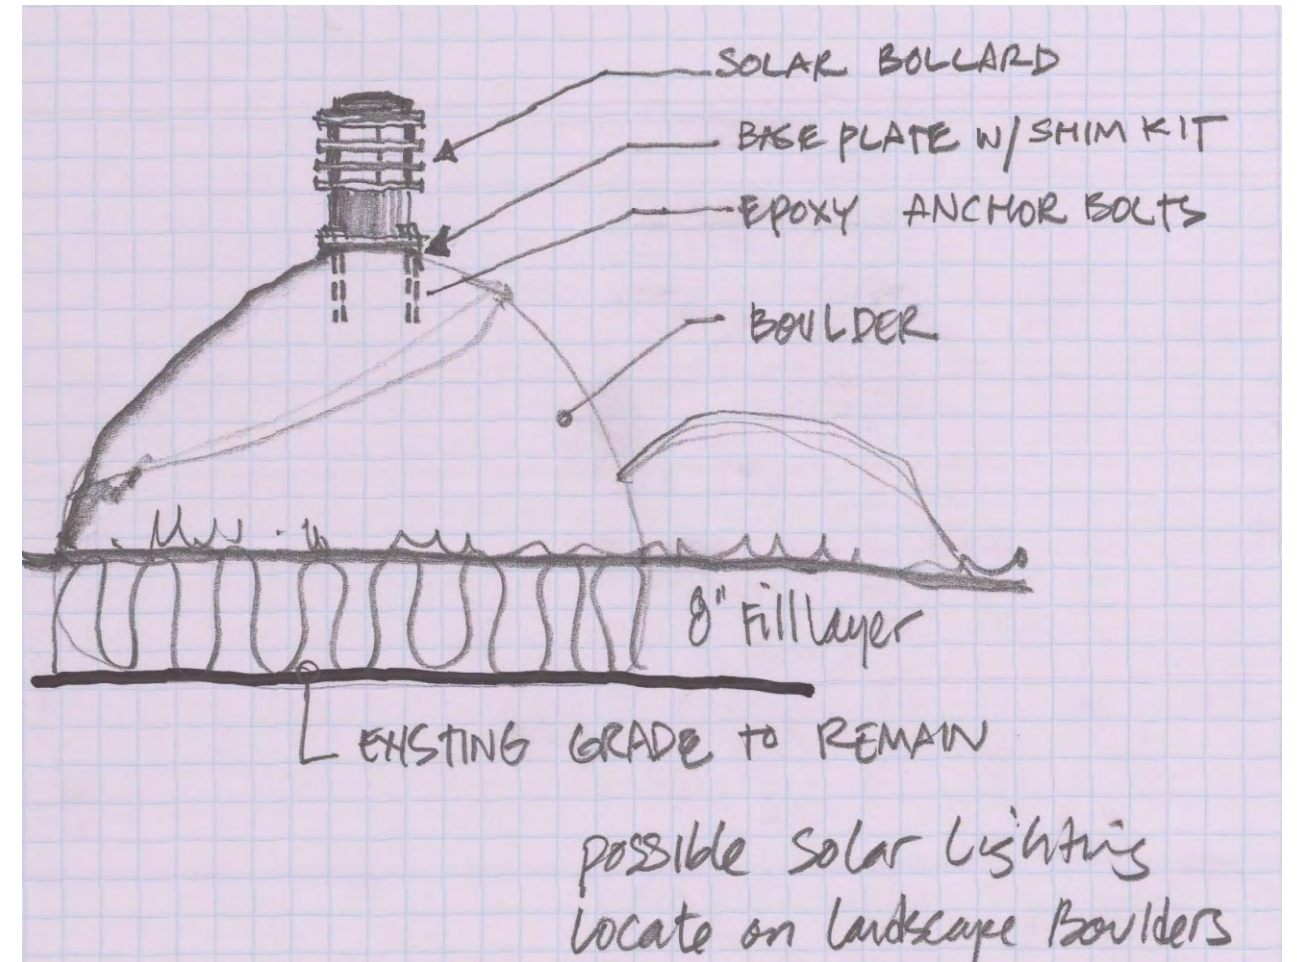 SOLAR BOLLARD
BASE PLATE W/ SHIM KIT
EPOXY ANCHOR BOLTS
BOULDER
8" Fill Layer
EXISTING GRADE TO REMAIN
possible Solar Lighting
Locate on Landscape Boulders